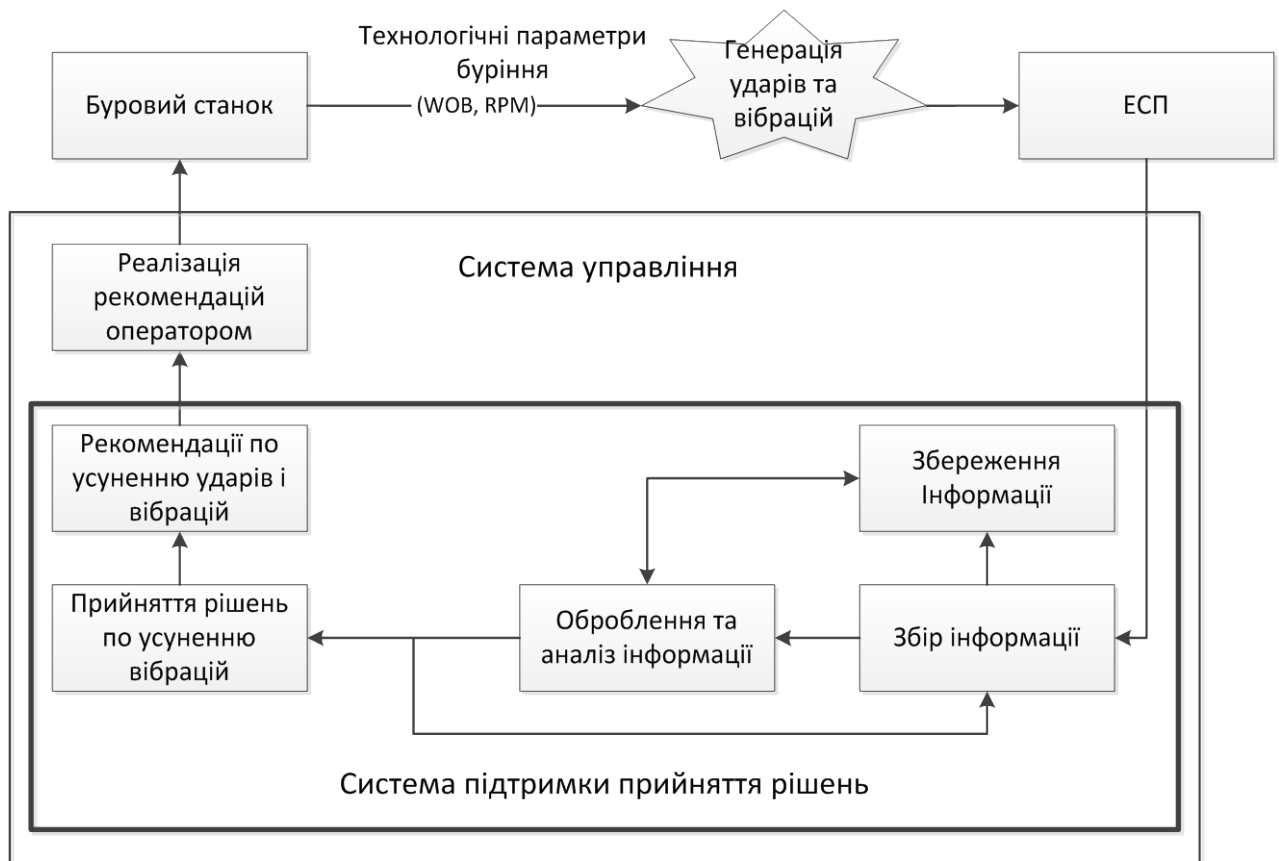 Буровий станок
Технологічні параметри
буріння
(WOB, RPM)
Генерація
ударів та
вібрацій
ЕСП
Реалізація
рекомендацій
оператором
Система управління
Рекомендації по
усуненню ударів і
вібрацій
Збереження
Інформації
Прийняття рішень
по усуненню
вібрацій
Оброблення та
аналіз інформації
Збір інформації
Система підтримки прийняття рішень